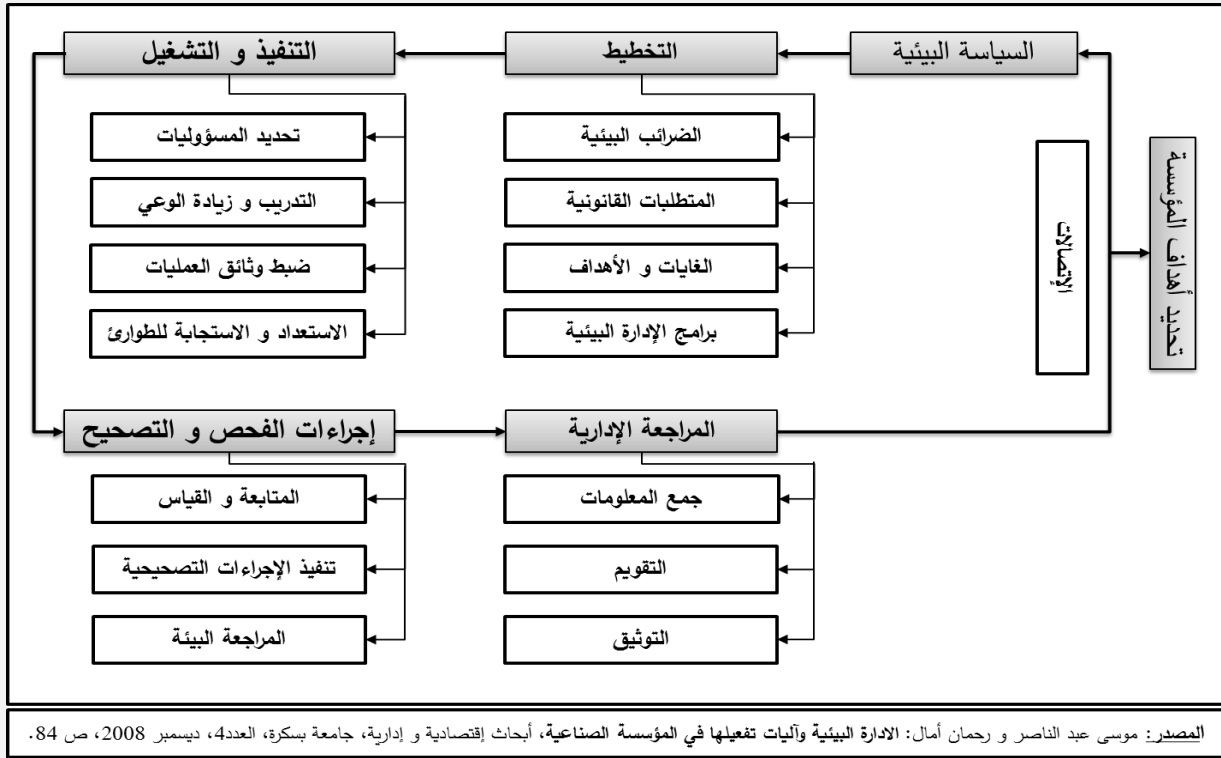 تحديد أهداف المؤسسة
الإتصالات
السياسة البيئية
التخطيط
الضرائب البيئية
المتطلبات القانونية
الغايات و الأهداف
برامج الإدارة البيئية
التنفيذ و التشغيل
تحديد المسؤوليات
التدريب و زيادة الوعي
ضبط وثائق العمليات
الاستعداد و الاستجابة للطوارئ
إجراءات الفحص و التصحيح
المتابعة و القياس
تنفيذ الإجراءات التصحيحية
المراجعة البيئة
المراجعة الإدارية
جمع المعلومات
التقويم
التوثيق
المصدر: موسى عبد الناصر و رحمان أمال: الادارة البيئية وآليات تفعيلها في المؤسسة الصناعية، أبحاث إقتصادية و إدارية، جامعة بسكرة، العدد4، ديسمبر 2008، ص 84.